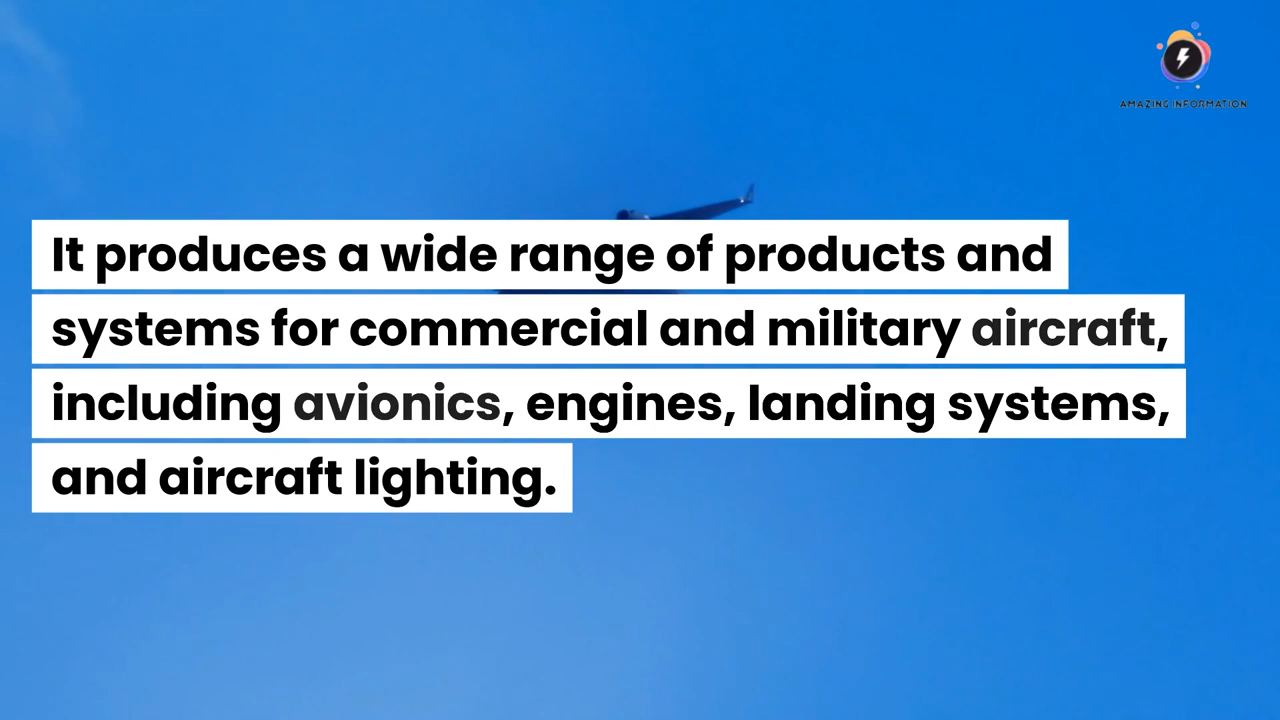 AMAZING INFORMATION
It produces a wide range of products and
systems for commercial and military aircraft,
including avionics, engines, landing systems,
and aircraft lighting.